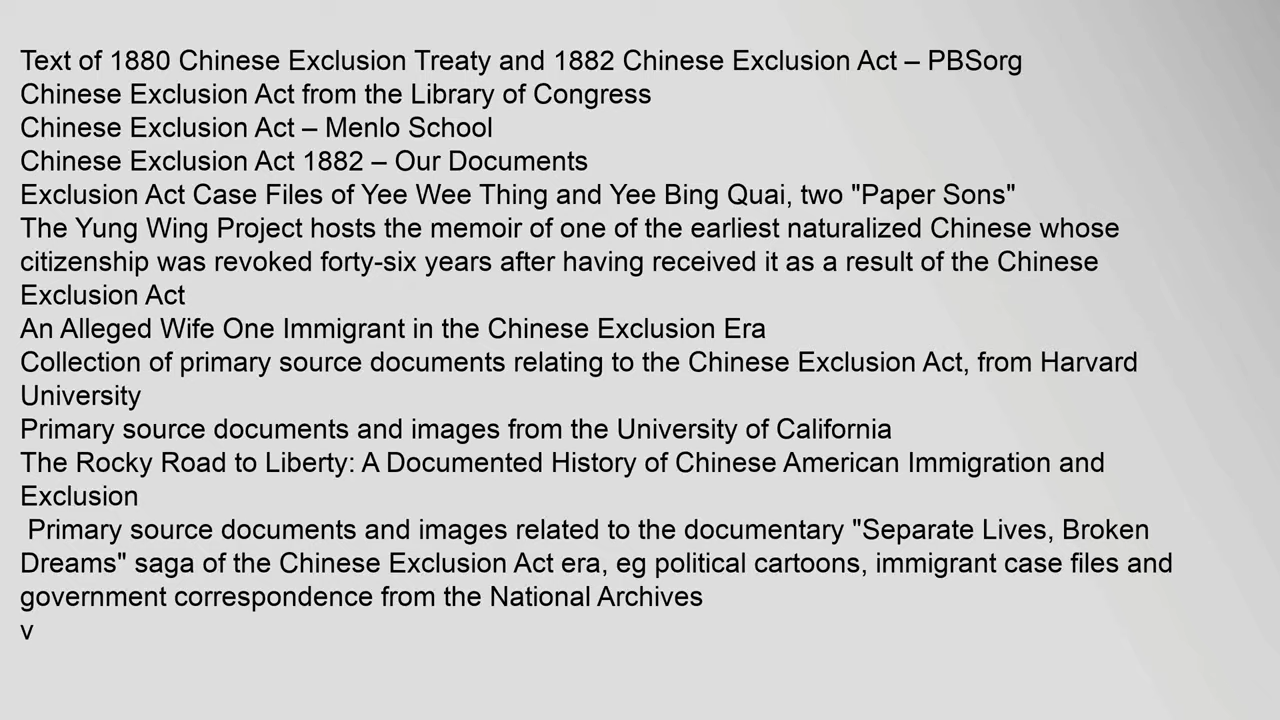 Text of 1880 Chinese Exclusion Treaty and 1882 Chinese Exclusion Act – PBSorg
Chinese Exclusion Act from the Library of Congress
Chinese Exclusion Act – Menlo School
Chinese Exclusion Act 1882 – Our Documents
Exclusion Act Case Files of Yee Wee Thing and Yee Bing Quai, two "Paper Sons"
The Yung Wing Project hosts the memoir of one of the earliest naturalized Chinese whose
citizenship was revoked forty-six years after having received it as a result of the Chinese
Exclusion Act
An Alleged Wife One Immigrant in the Chinese Exclusion Era
Collection of primary source documents relating to the Chinese Exclusion Act, from Harvard
University
Primary source documents and images from the University of California
The Rocky Road to Liberty: A Documented History of Chinese American Immigration and
Exclusion
Primary source documents and images related to the documentary "Separate Lives, Broken
Dreams" saga of the Chinese Exclusion Act era, eg political cartoons, immigrant case files and
government correspondence from the National Archives
v